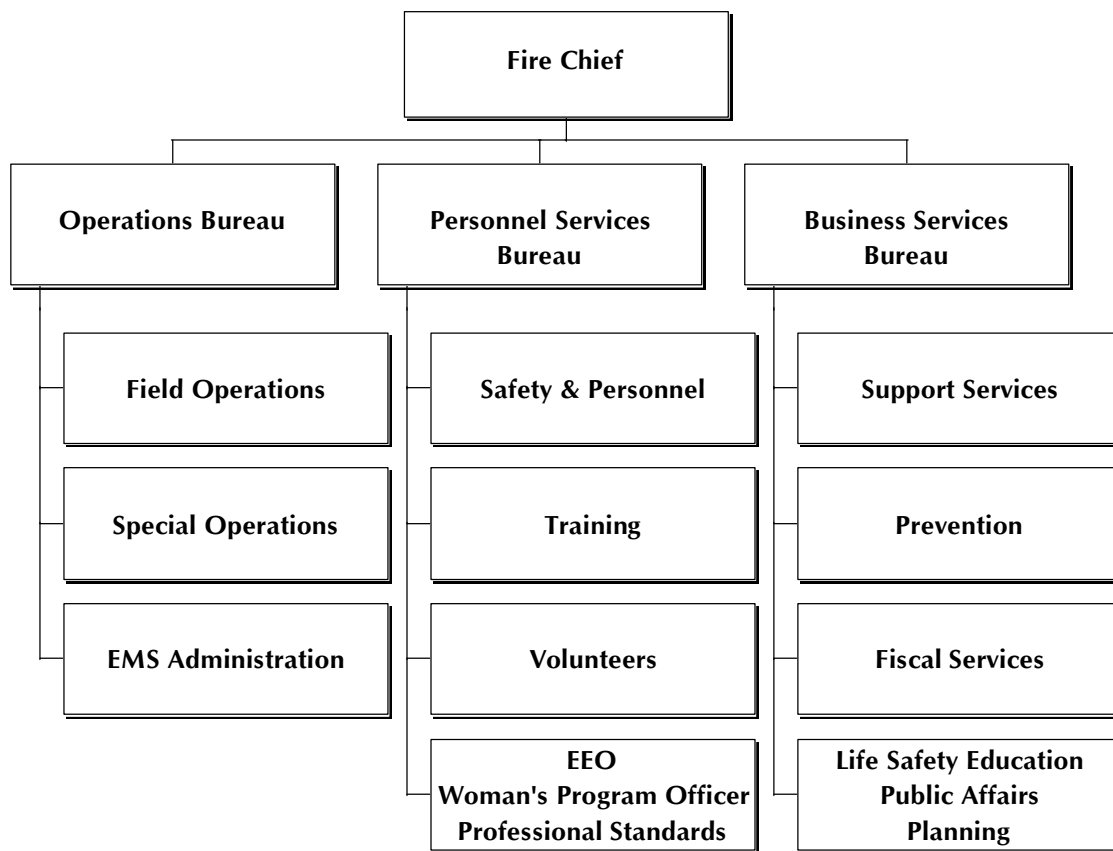 Fire Chief
Operations Bureau
Personnel Services
Bureau
Business Services
Bureau
Field Operations
Safety & Personnel
Support Services
Special Operations
Training
Prevention
EMS Administration
Volunteers
Fiscal Services
EEO
Woman's Program Officer
Professional Standards
Life Safety Education
Public Affairs
Planning